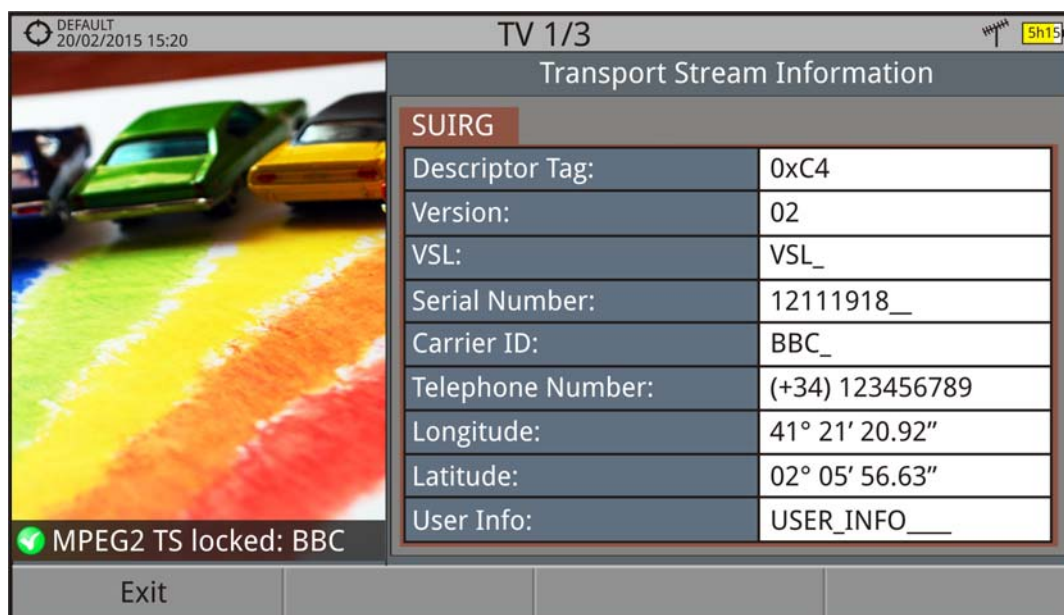 DEFAULT
20/02/2015 15:20
TV 1/3
5h15
Transport Stream Information
SUIRG
Descriptor Tag: 0xC4
Version: 02
VSL: VSL_
Serial Number: 12111918__
Carrier ID: BBC_
Telephone Number: (+34) 123456789
Longitude: 41° 21’ 20.92”
Latitude: 02° 05’ 56.63”
User Info: USER_INFO____
MPEG2 TS locked: BBC
Exit